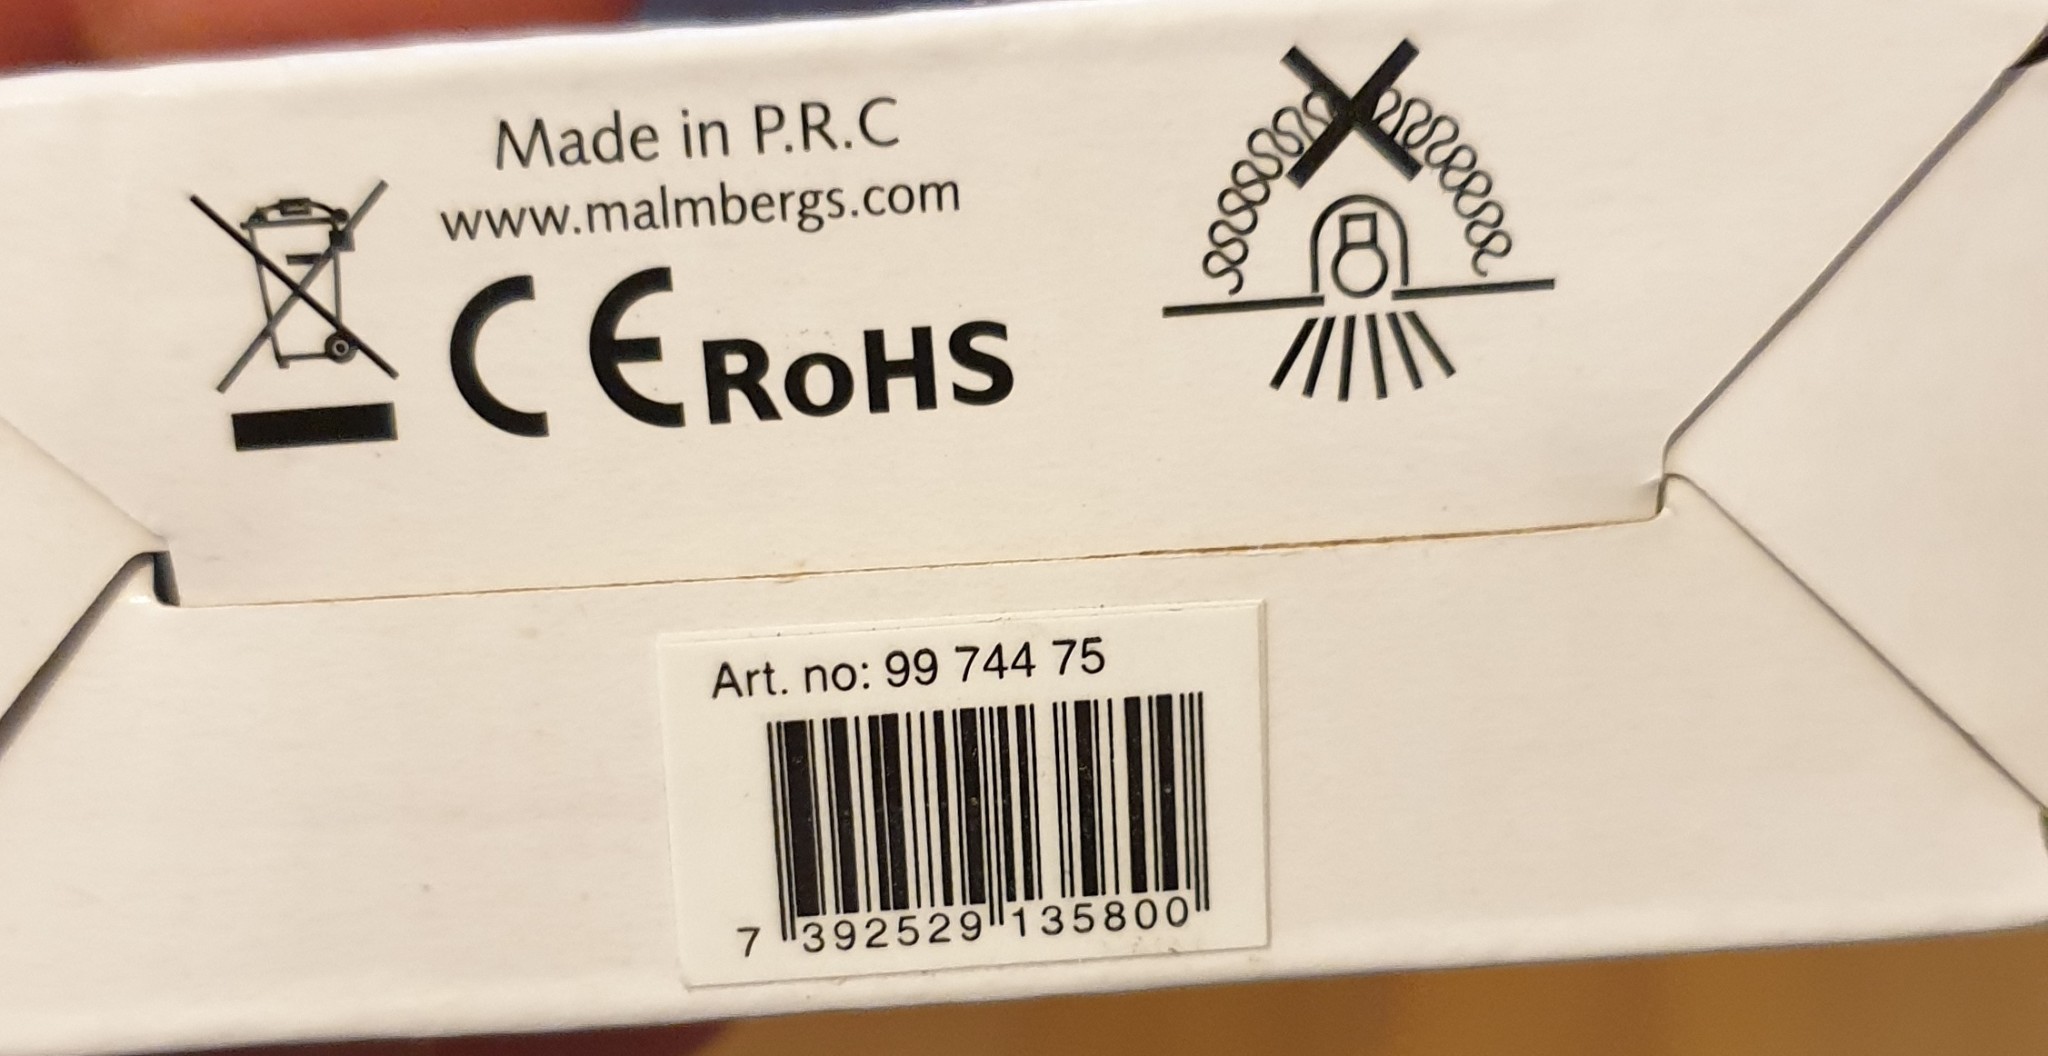 Made in P.R.C
www.malmbergs.com
CE RoHS
Art. no: 99 744 75
7 392529 135800